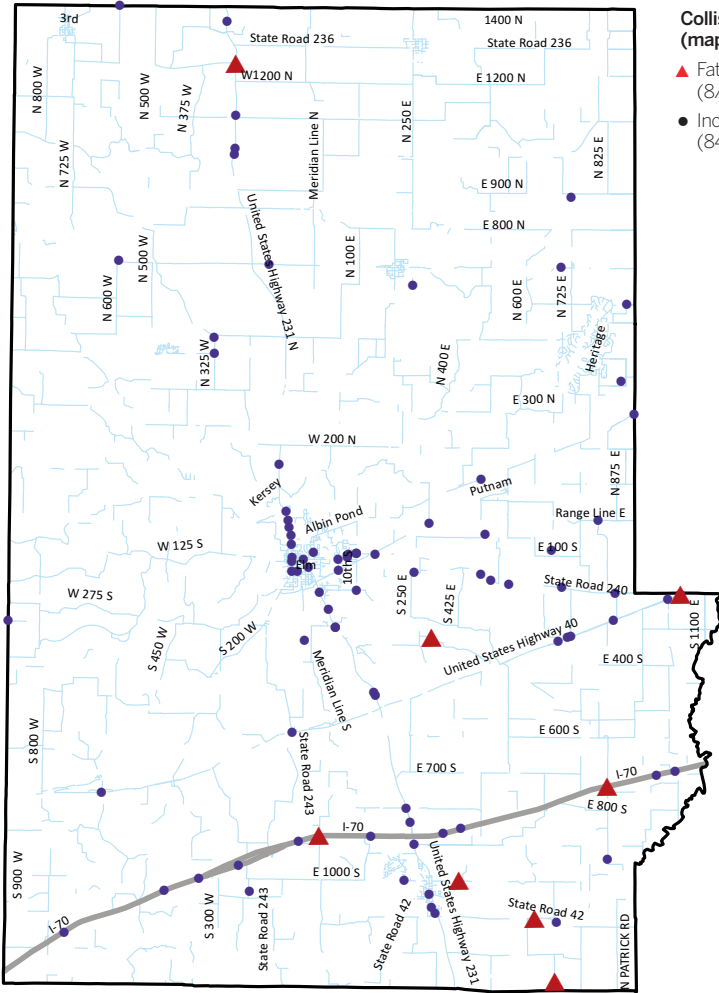 3rd
1400 N
State Road 236
State Road 236
Collis
(map
Fat
(8/
Inc
(84
W1200 N
E 1200 N
N 800 W
N 500 W
N 375 W
N 250 E
Meridian Line N
N 825 E
N 725 W
E 900 N
E 800 N
United States Highway 231 N
N 500 W
N 600 W
N 100 E
N 600 E
N 725 E
N 325 W
N 400 E
Heritage
E 300 N
W 200 N
N 875 E
Kersey
Putnam
Albin Pond
Range Line E
W 125 S
E 100 S
Elm
10th S
State Road 240
W 275 S
S 250 E
S 425 E
S 1100 E
S 450 W
S 200 W
United States Highway 40
E 400 S
Meridian Line S
S 800 W
E 600 S
State Road 243
E 700 S
I-70
E 800 S
I-70
E 1000 S
S 900 W
S 300 W
State Road 243
State Road 42
United States Highway 231
State Road 42
N PATRICK RD
I-70